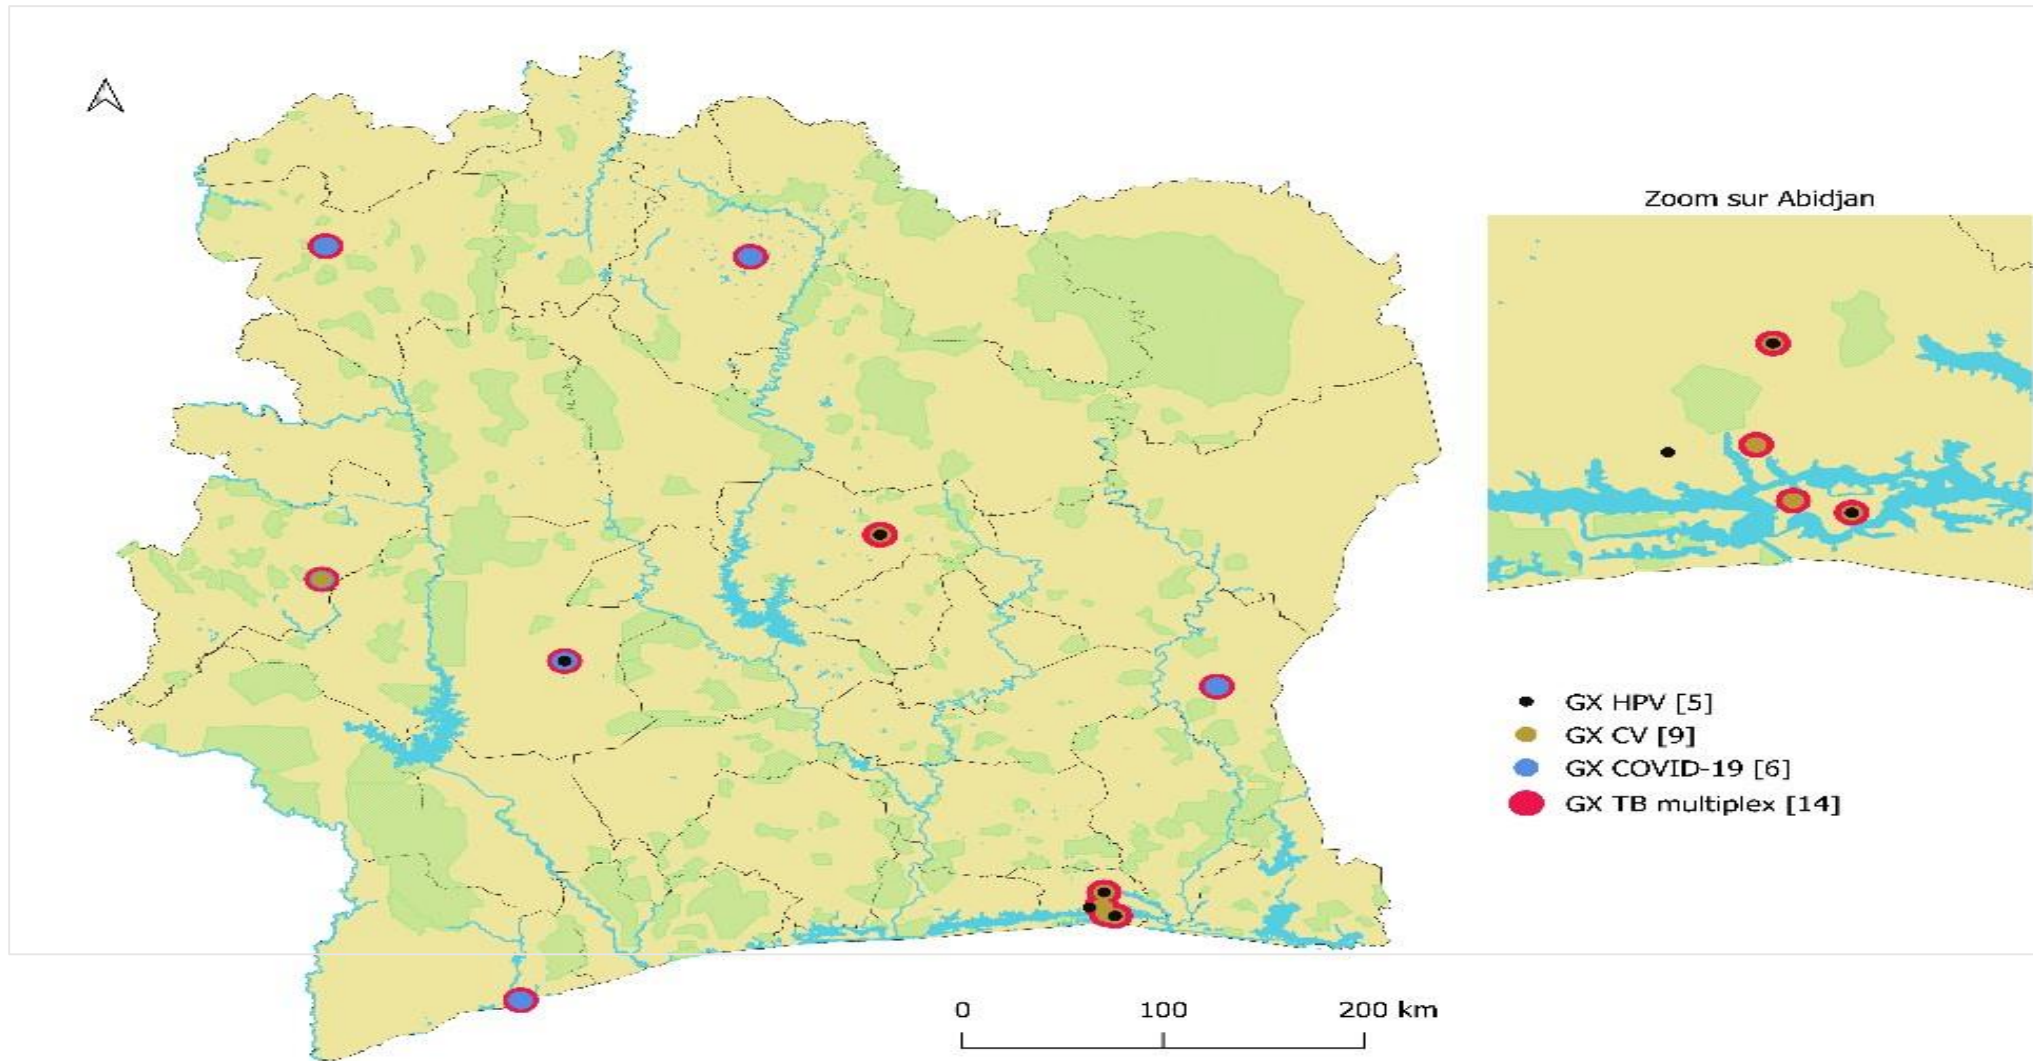 Zoom sur Abidjan
GX HPV [5]
GX CV [9]
GX COVID-19 [6]
GX TB multiplex [14]
0 100 200 km